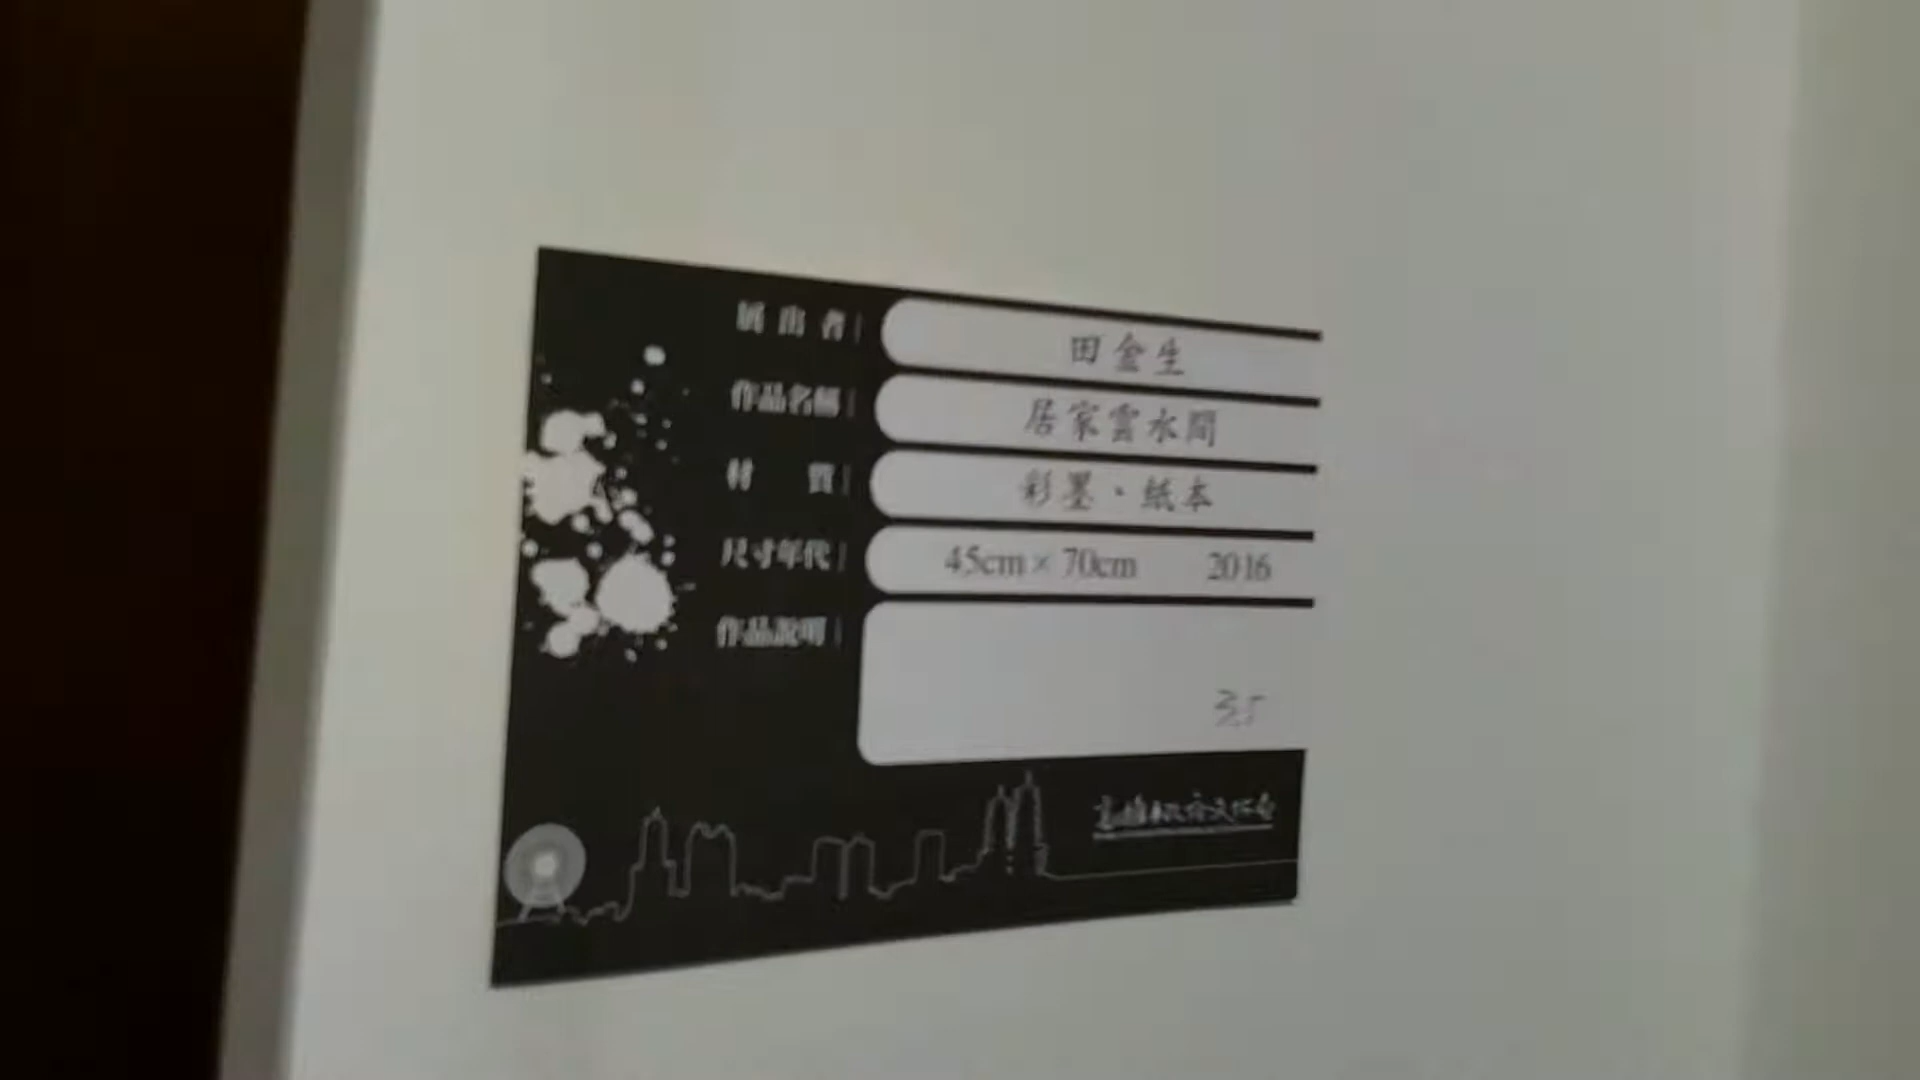 展出者｜田金生
作品名稱｜居家雲水間
材質｜彩墨・紙本
尺寸年代｜45cm×70cm 2016
作品說明｜
35